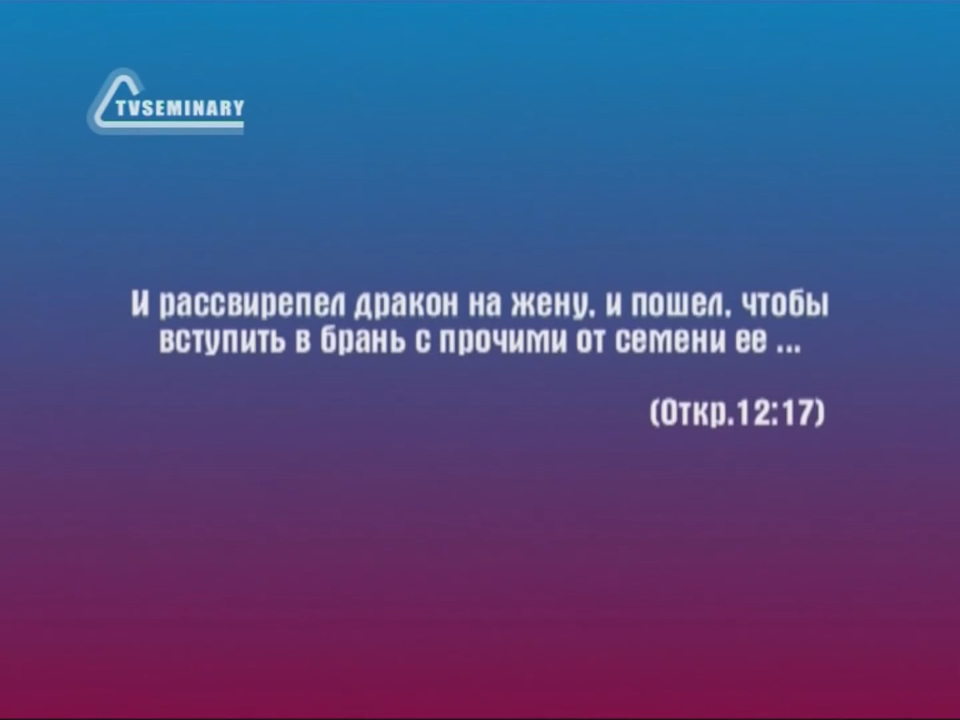 TVSEMINARY
И рассвирепел дракон на жену, и пошел, чтобы
вступить в брань с прочими от семени ее ...
(Откр.12:17)